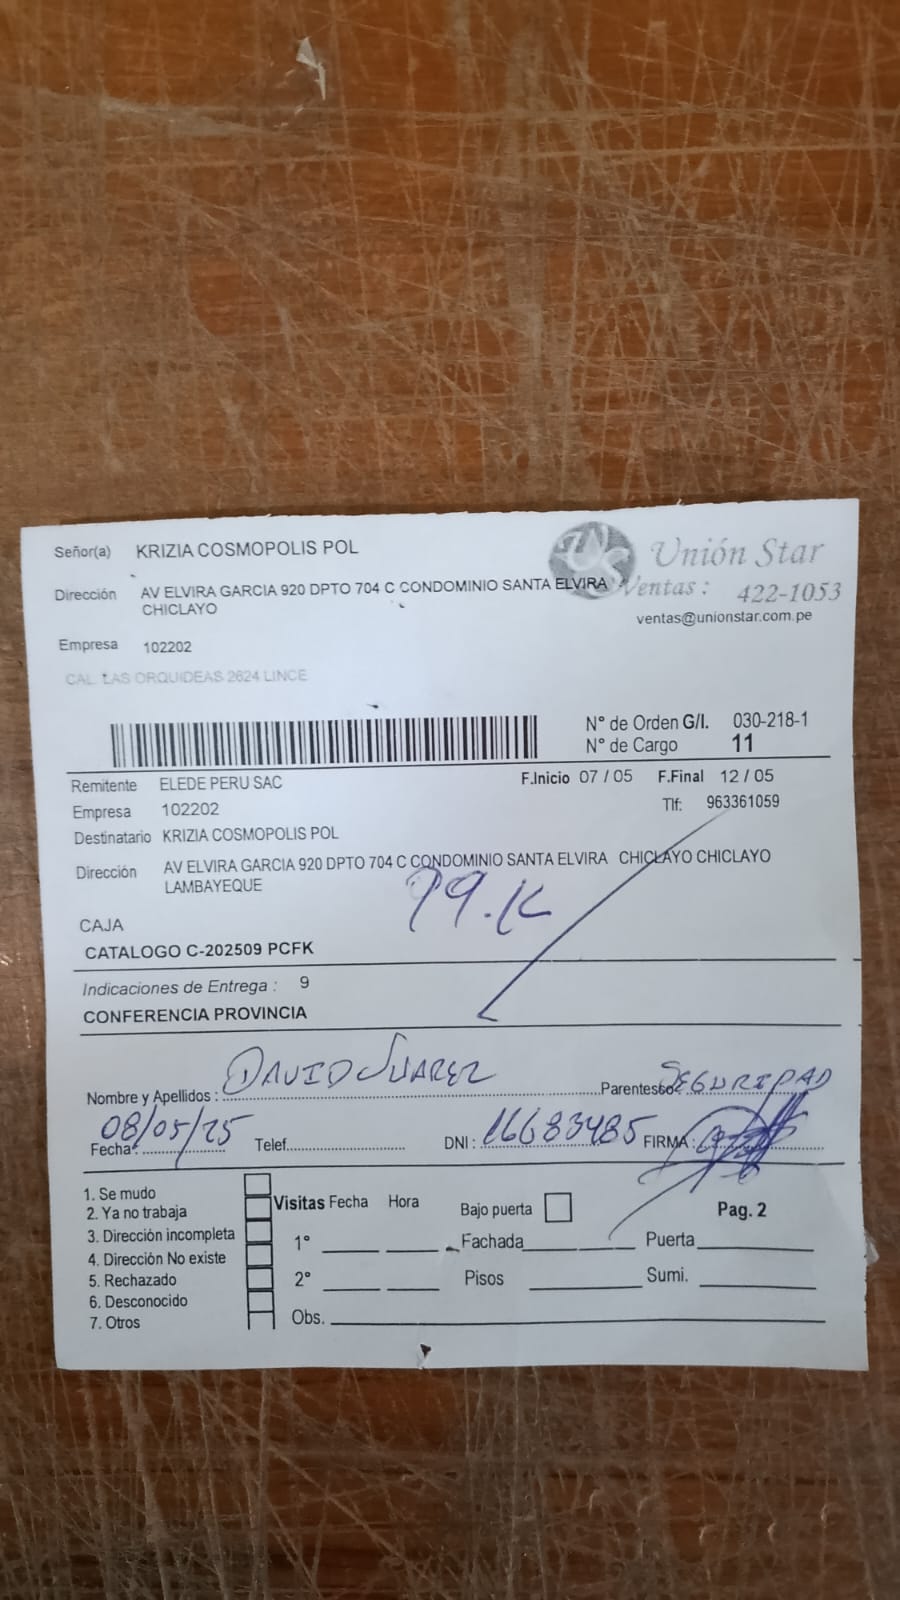 Señor(a) KRIZIA COSMOPOLIS POL
US Unión Star
Dirección AV ELVIRA GARCIA 920 DPTO 704 C CONDOMINIO SANTA ELVIRA
CHICLAYO
Ventas : 422-1053
ventas@unionstar.com.pe
Empresa 102202
CAL. LAS ORQUIDEAS 2624 LINCE
N° de Orden G/I. 030-218-1
N° de Cargo 11
Remitente ELEDE PERU SAC F.Inicio 07 / 05 F.Final 12 / 05
Empresa 102202 Tlf: 963361059
Destinatario KRIZIA COSMOPOLIS POL
Dirección AV ELVIRA GARCIA 920 DPTO 704 C CONDOMINIO SANTA ELVIRA CHICLAYO CHICLAYO
LAMBAYEQUE
CAJA
CATALOGO C-202509 PCFK
Indicaciones de Entrega : 9
CONFERENCIA PROVINCIA
Nombre y Apellidos : DAVID SUAREZ Parentesco SEGURIDAD
Fecha: 08/05/25 Telef. DNI : 16683485 FIRMA :
1. Se mudo
2. Ya no trabaja
3. Dirección incompleta
4. Dirección No existe
5. Rechazado
6. Desconocido
7. Otros
Visitas Fecha Hora Bajo puerta Pag. 2
1° Fachada Puerta
2° Pisos Sumi.
Obs.